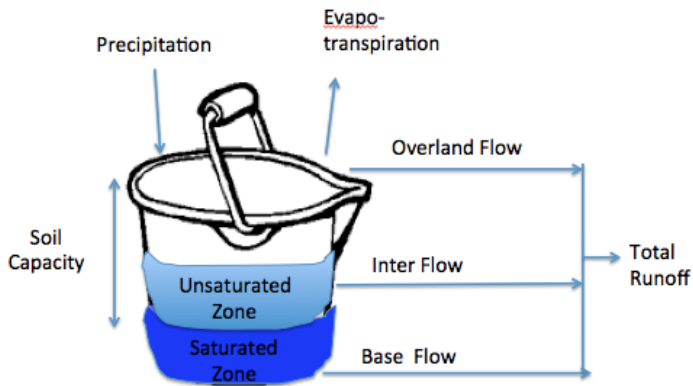 Evapo-
transpiration
Precipitation
Overland Flow
Soil
Capacity
Inter Flow
Total
Runoff
Unsaturated
Zone
Saturated
Zone
Base Flow